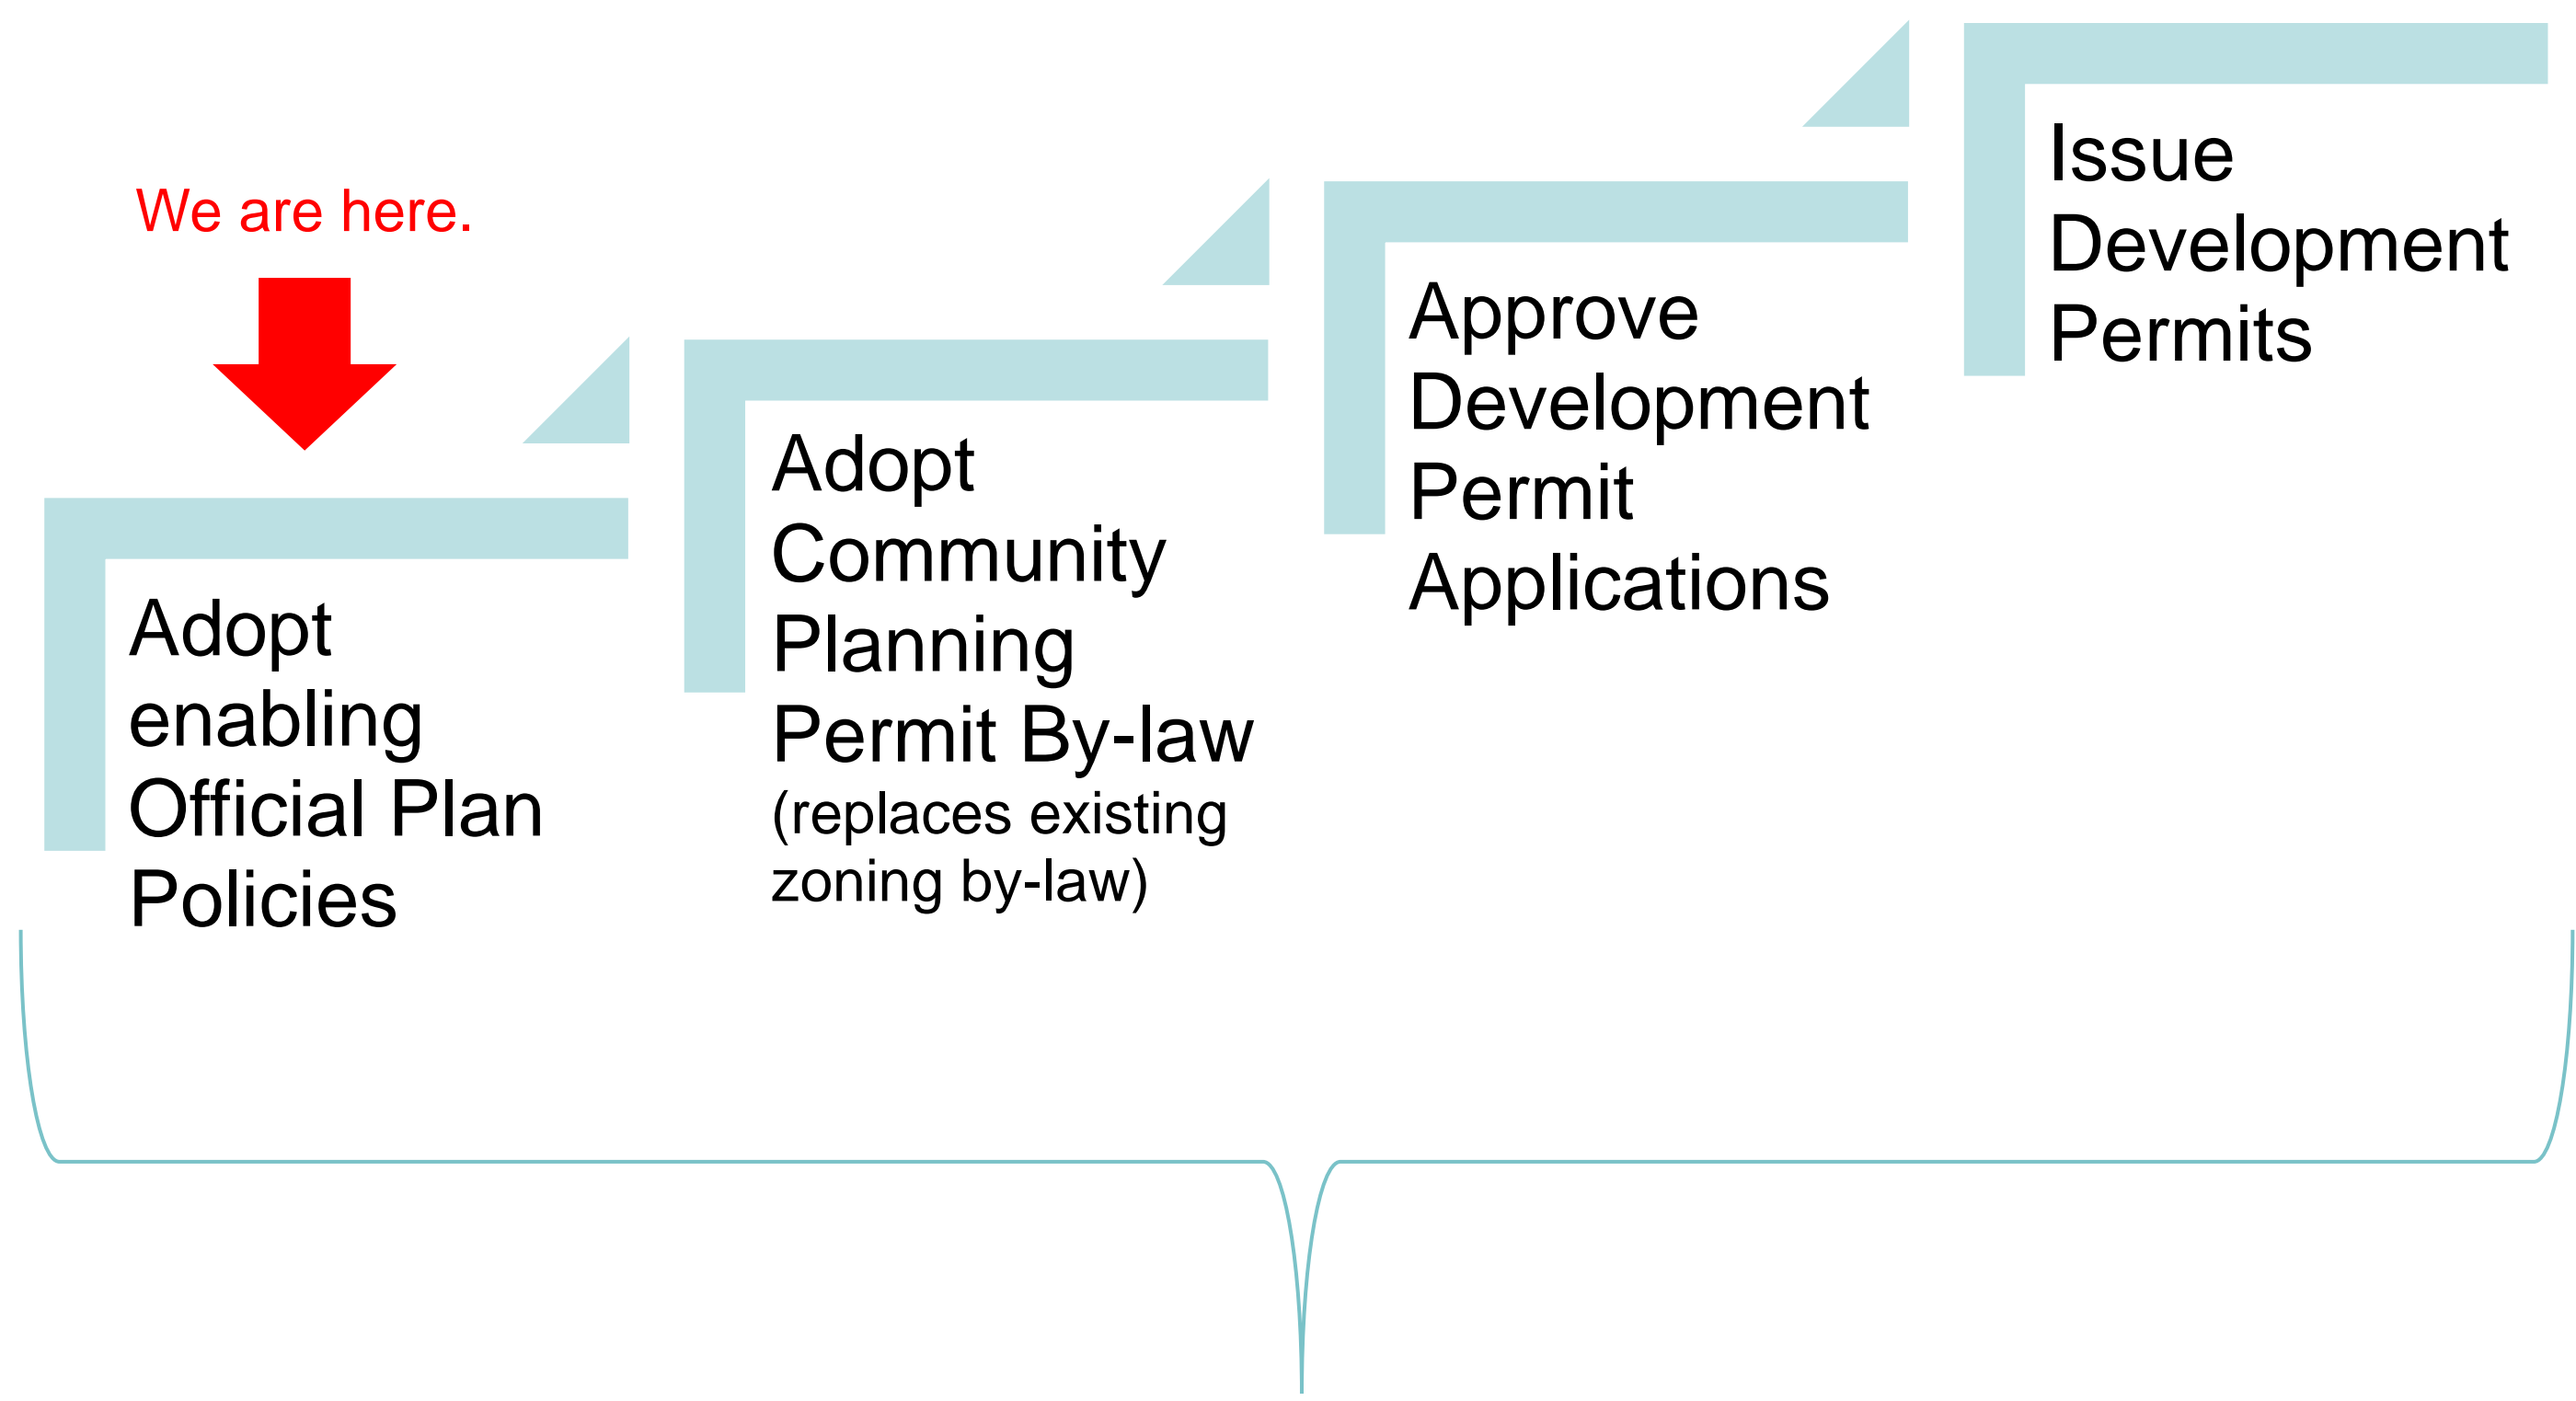 We are here.
Adopt
enabling
Official Plan
Policies
Adopt
Community
Planning
Permit By-law
(replaces existing
zoning by-law)
Approve
Development
Permit
Applications
Issue
Development
Permits